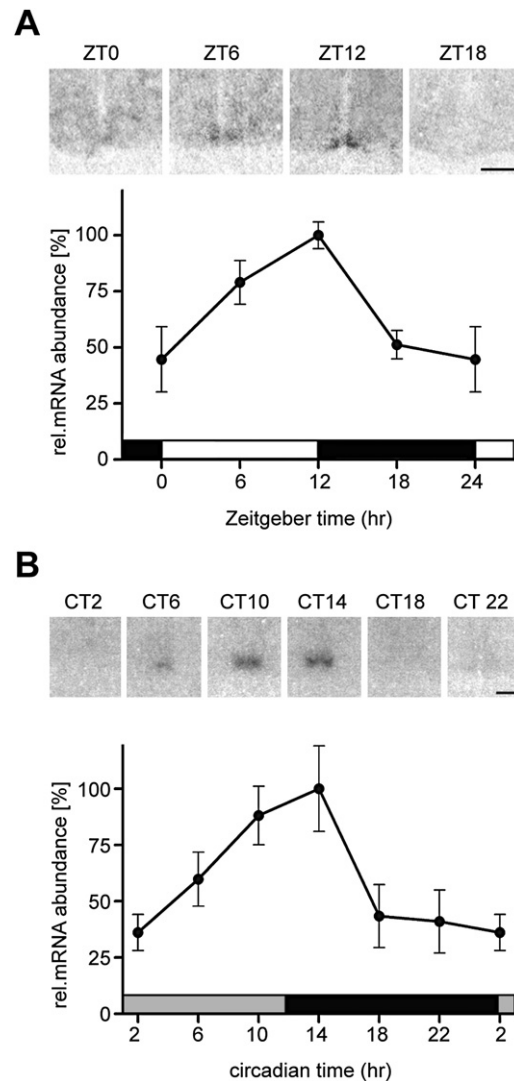 A
ZT0 ZT6 ZT12 ZT18
rel.mRNA abundance [%]
100
75
50
25
0
0 6 12 18 24
Zeitgeber time (hr)
B
CT2 CT6 CT10 CT14 CT18 CT 22
rel.mRNA abundance [%]
100
75
50
25
0
2 6 10 14 18 22 2
circadian time (hr)